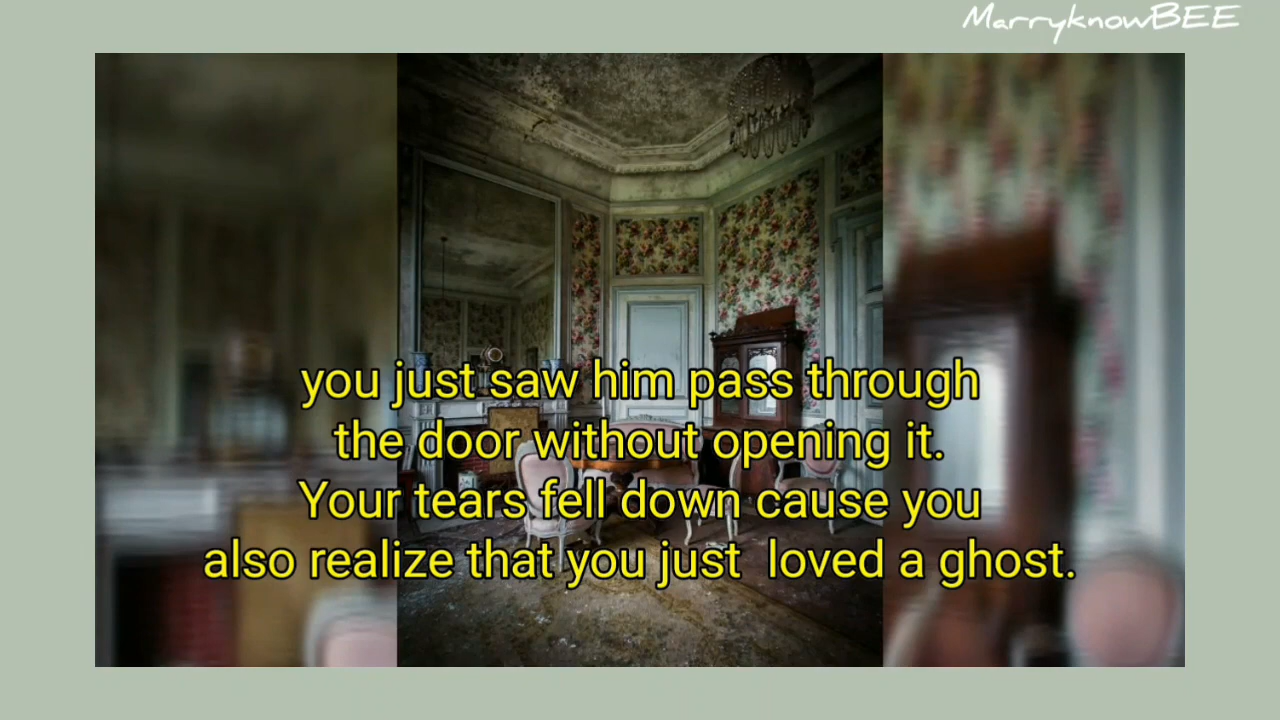 MarryknowBEE
you just saw him pass through
the door without opening it.
Your tears fell down cause you
also realize that you just  loved a ghost.